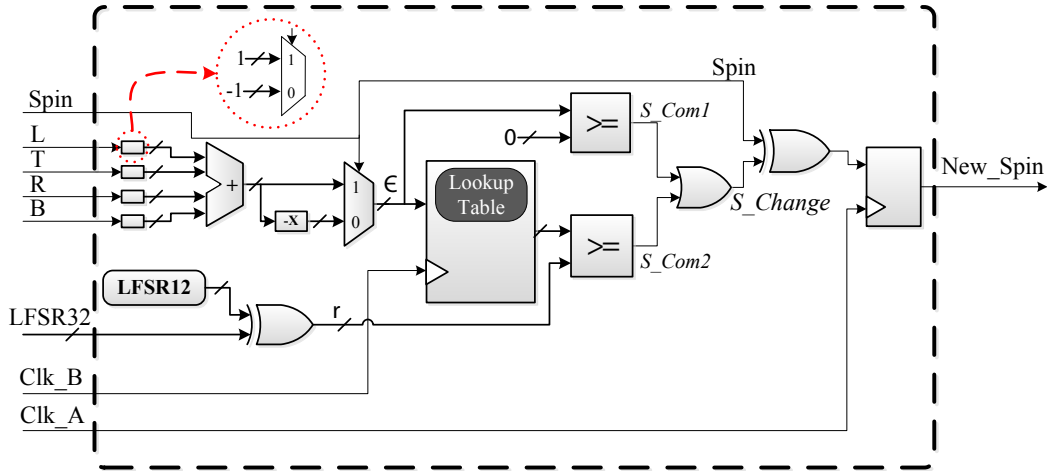 1
1
-1
0
Spin
Spin
L
T
R
B
+
1
0
-X
ϵ
0
>=
S_Com1
Lookup
Table
>=
S_Com2
S_Change
New_Spin
LFSR12
LFSR32
r
Clk_B
Clk_A